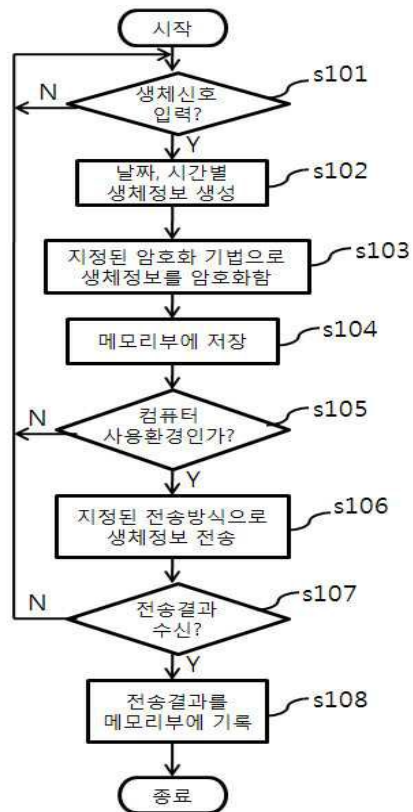 시작
생체신호
입력?
N
s101
Y
날짜, 시간별
생체정보 생성
s102
지정된 암호화 기법으로
생체정보를 암호화함
s103
메모리부에 저장
s104
컴퓨터
사용환경인가?
N
s105
Y
지정된 전송방식으로
생체정보 전송
s106
전송결과
수신?
N
s107
Y
전송결과를
메모리부에 기록
s108
종료